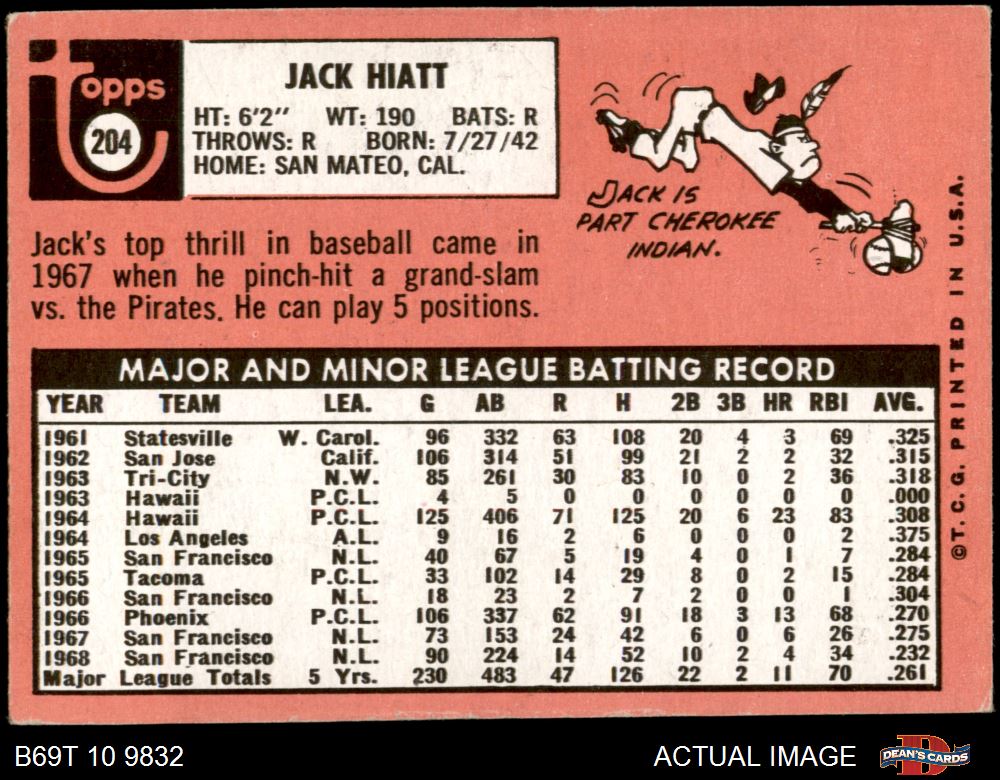 topps
204
JACK HIATT
HT: 6'2" WT: 190 BATS: R
THROWS: R BORN: 7/27/42
HOME: SAN MATEO, CAL.
JACK IS
PART CHEROKEE
INDIAN.
Jack's top thrill in baseball came in
1967 when he pinch-hit a grand-slam
vs. the Pirates. He can play 5 positions.
MAJOR AND MINOR LEAGUE BATTING RECORD
YEAR TEAM LEA. G AB R H 2B 3B HR RBI AVG.
1961 Statesville W. Carol. 96 332 63 108 20 4 3 69 .325
1962 San Jose Calif. 106 314 51 99 21 2 2 32 .315
1963 Tri-City N.W. 85 261 30 83 10 0 2 36 .318
1963 Hawaii P.C.L. 4 5 0 0 0 0 0 0 .000
1964 Hawaii P.C.L. 125 406 71 125 20 6 23 83 .308
1964 Los Angeles A.L. 9 16 2 6 0 0 0 2 .375
1965 San Francisco N.L. 40 67 5 19 4 0 1 7 .284
1965 Tacoma P.C.L. 33 102 14 29 8 0 2 15 .284
1966 San Francisco N.L. 18 23 2 7 2 0 0 1 .304
1966 Phoenix P.C.L. 106 337 62 91 18 3 13 68 .270
1967 San Francisco N.L. 73 153 24 42 6 0 6 26 .275
1968 San Francisco N.L. 90 224 14 52 10 2 4 34 .232
Major League Totals 5 Yrs. 230 483 47 126 22 2 11 70 .261
©T.C.G. PRINTED IN U.S.A.
B69T 10 9832
ACTUAL IMAGE
DEAN'S CARDS